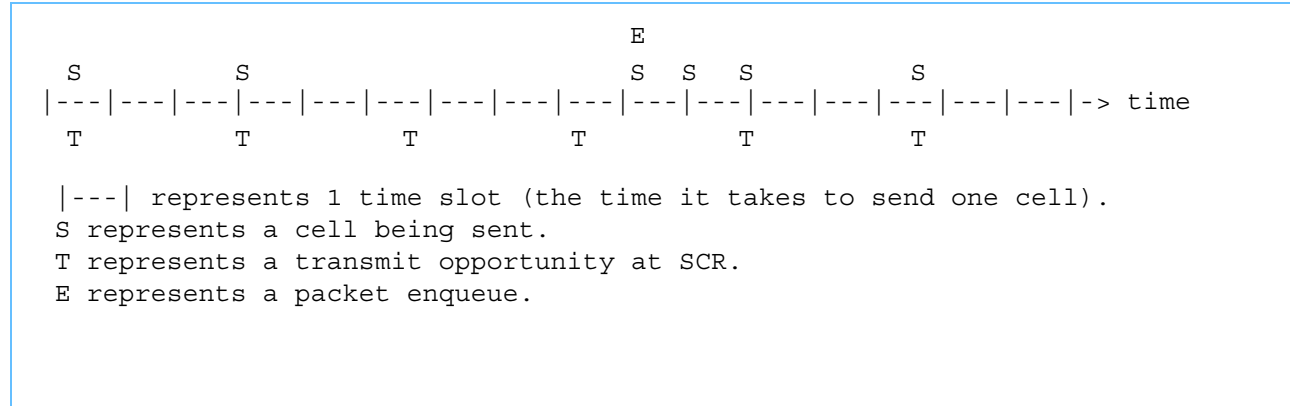 E
S S S S S S
|---|---|---|---|---|---|---|---|---|---|---|---|---|---|---|---|-> time
T T T T T T
|---| represents 1 time slot (the time it takes to send one cell).
S represents a cell being sent.
T represents a transmit opportunity at SCR.
E represents a packet enqueue.